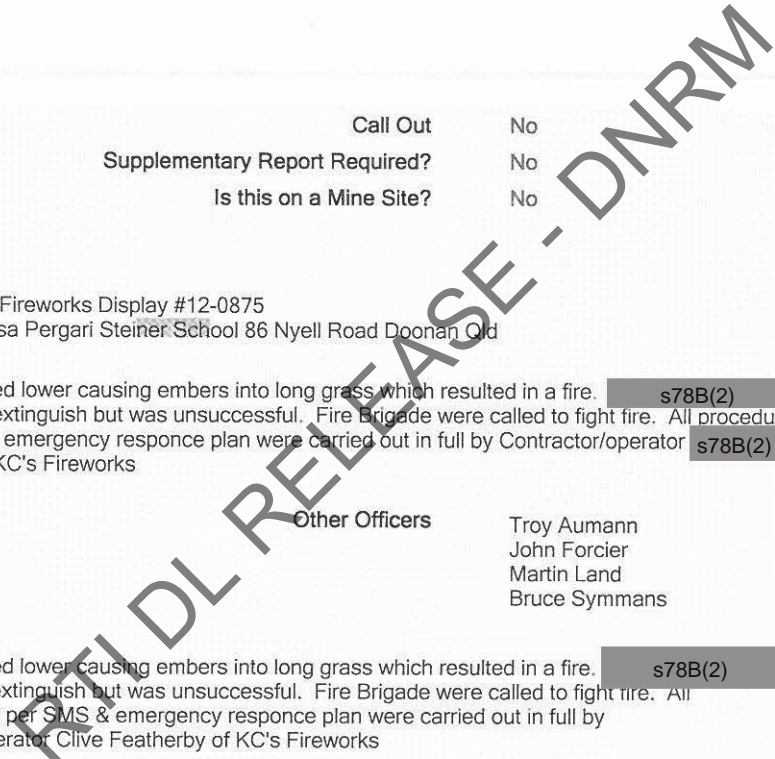 Call Out No
Supplementary Report Required? No
Is this on a Mine Site? No
Fireworks Display #12-0875
sa Pergari Steiner School 86 Nyell Road Doonan Qld
ed lower causing embers into long grass which resulted in a fire. s78B(2)
extinguish but was unsuccessful. Fire Brigade were called to fight fire. All procedu
emergency responce plan were carried out in full by Contractor/operator s78B(2)
KC's Fireworks
Other Officers Troy Aumann
John Forcier
Martin Land
Bruce Symmans
ed lower causing embers into long grass which resulted in a fire. s78B(2)
extinguish but was unsuccessful. Fire Brigade were called to fight fire. All
per SMS & emergency responce plan were carried out in full by
erator Clive Featherby of KC's Fireworks
RTI DL RELEASE - DNRM